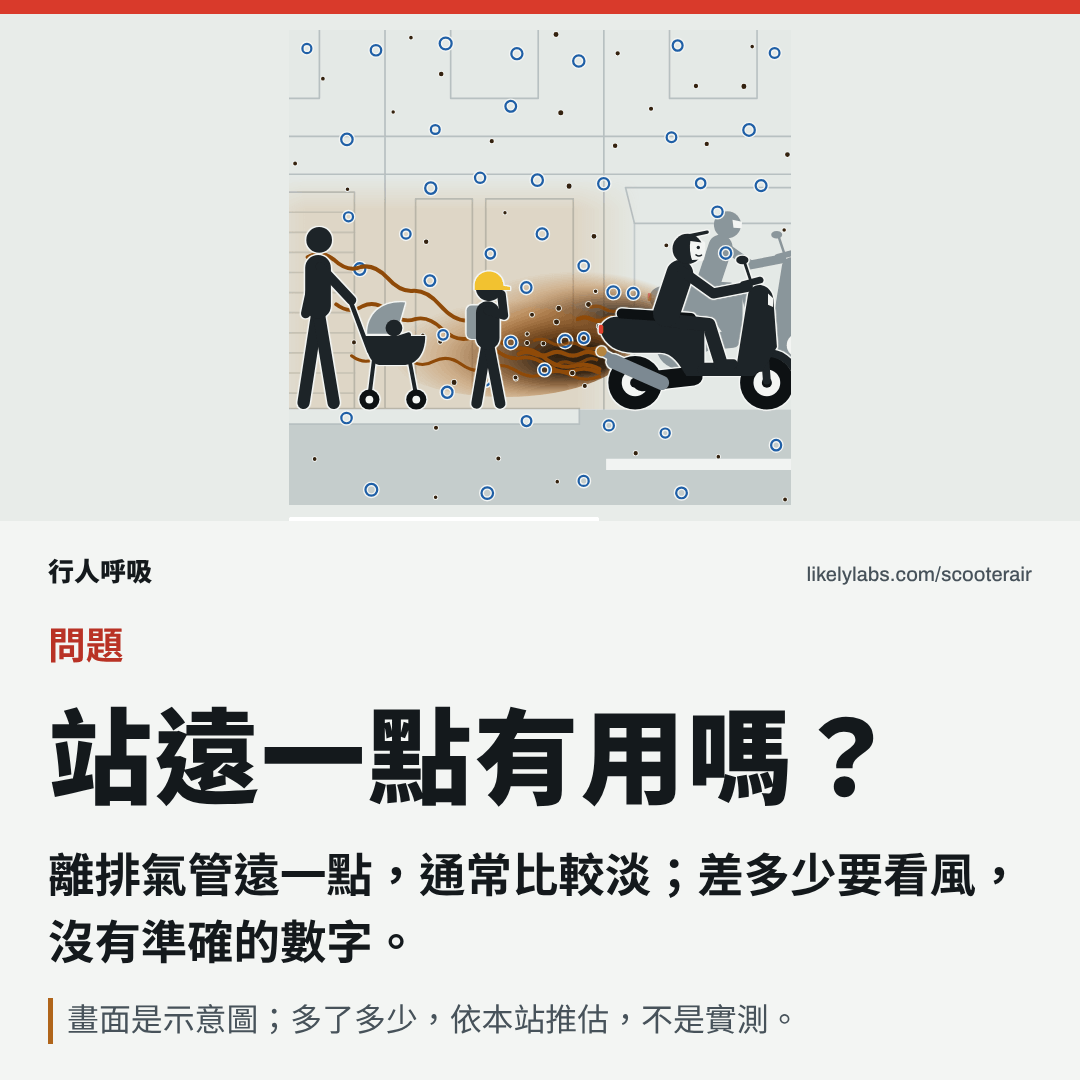 行人呼吸
likelylabs.com/scooterair
問題
站遠一點有用嗎？
離排氣管遠一點，通常比較淡；差多少要看風，
沒有準確的數字。
畫面是示意圖；多了多少，依本站推估，不是實測。